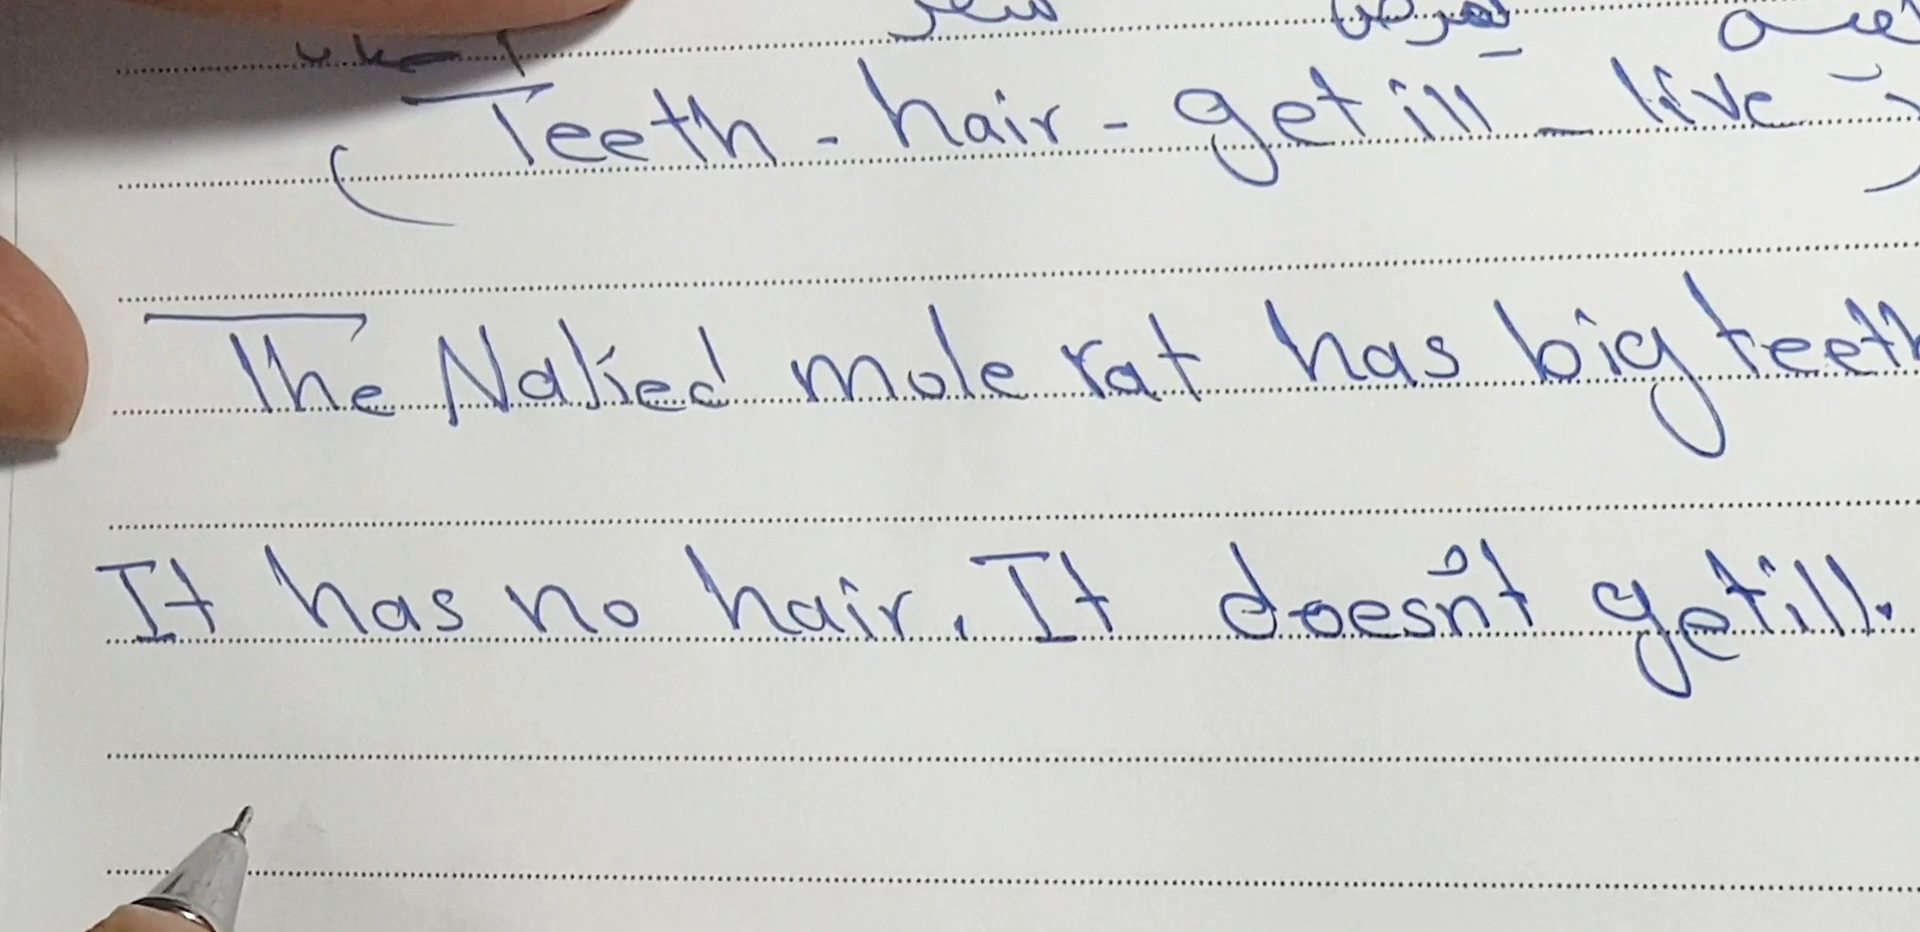 (Teeth - hair - get ill - live)
The Naked mole rat has big teeth
It has no hair. It doesn't get ill.